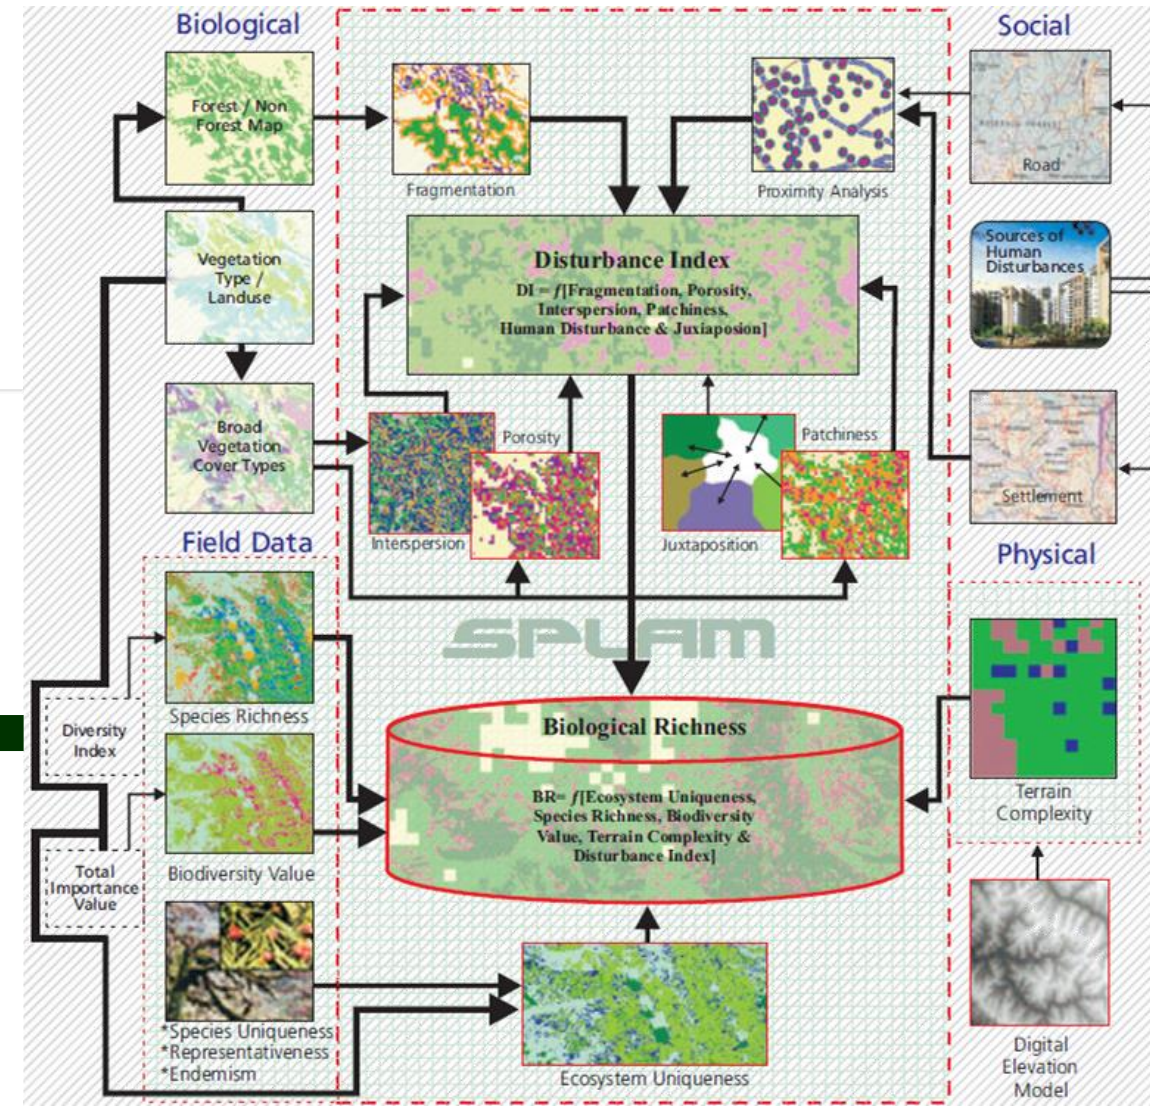 Biological
Forest / Non
Forest Map
Vegetation
Type /
Landuse
Broad
Vegetation
Cover Types
Fragmentation
Proximity Analysis
Social
Road
Sources of
Human
Disturbances
Settlement
Disturbance Index
DI = f[Fragmentation, Porosity,
Interspersion, Patchiness,
Human Disturbance & Juxiaposion]
Porosity
Interspersion
Patchiness
Juxtaposition
Field Data
Species Richness
Diversity
Index
Biodiversity Value
Total
Importance
Value
*Species Uniqueness
*Representativeness
*Endemism
SPLAM
Biological Richness
BR= f[Ecosystem Uniqueness,
Species Richness, Biodiversity
Value, Terrain Complexity &
Disturbance Index]
Ecosystem Uniqueness
Physical
Terrain
Complexity
Digital
Elevation
Model